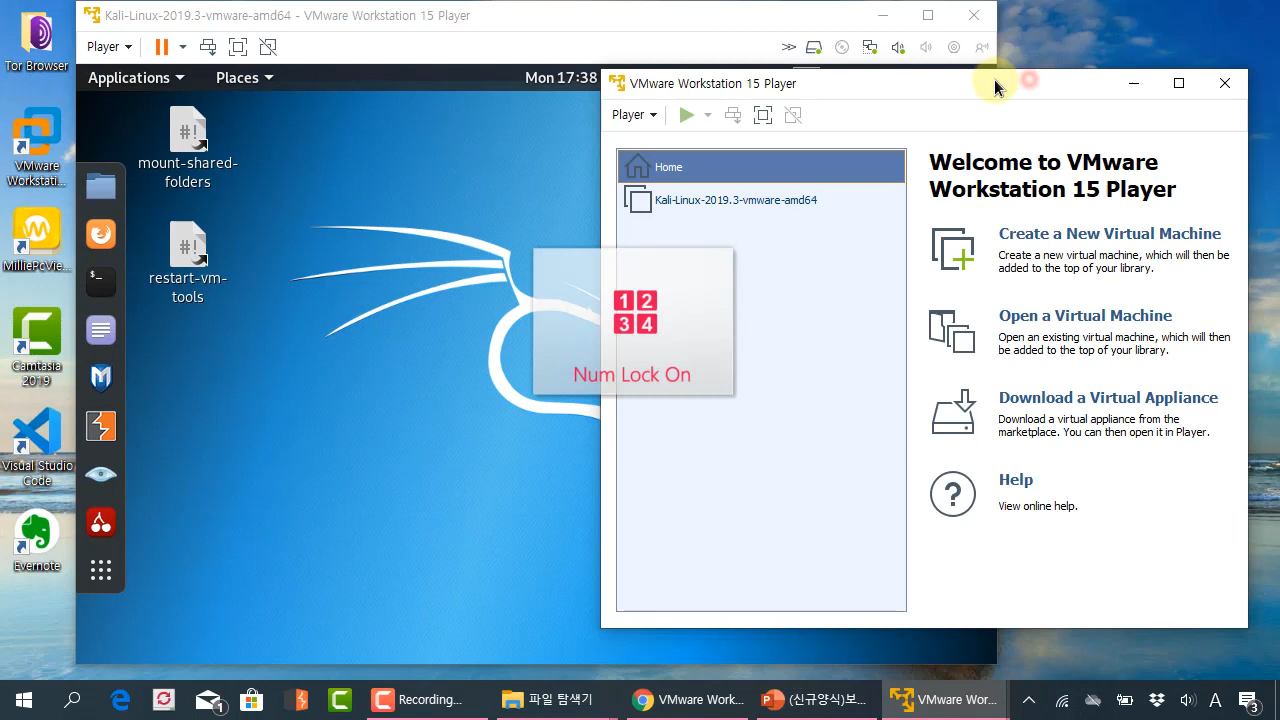 Tor Browser
VMware
Workstati...
MilliePcVie...
Camtasia
2019
Visual Studio
Code
Evernote
Kali-Linux-2019.3-vmware-amd64 - VMware Workstation 15 Player
Player
Applications
Places
Mon 17:38
mount-shared-
folders
restart-vm-
tools
VMware Workstation 15 Player
Player
Home
Kali-Linux-2019.3-vmware-amd64
Welcome to VMware
Workstation 15 Player
Create a New Virtual Machine
Create a new virtual machine, which will then be
added to the top of your library.
Open a Virtual Machine
Open an existing virtual machine, which will then
be added to the top of your library.
Download a Virtual Appliance
Download a virtual appliance from the
marketplace. You can then open it in Player.
Help
View online help.
1 2
3 4
Num Lock On
1
Recording...
파일 탐색기
VMware Work...
(신규양식)보...
VMware Wor...
A
3